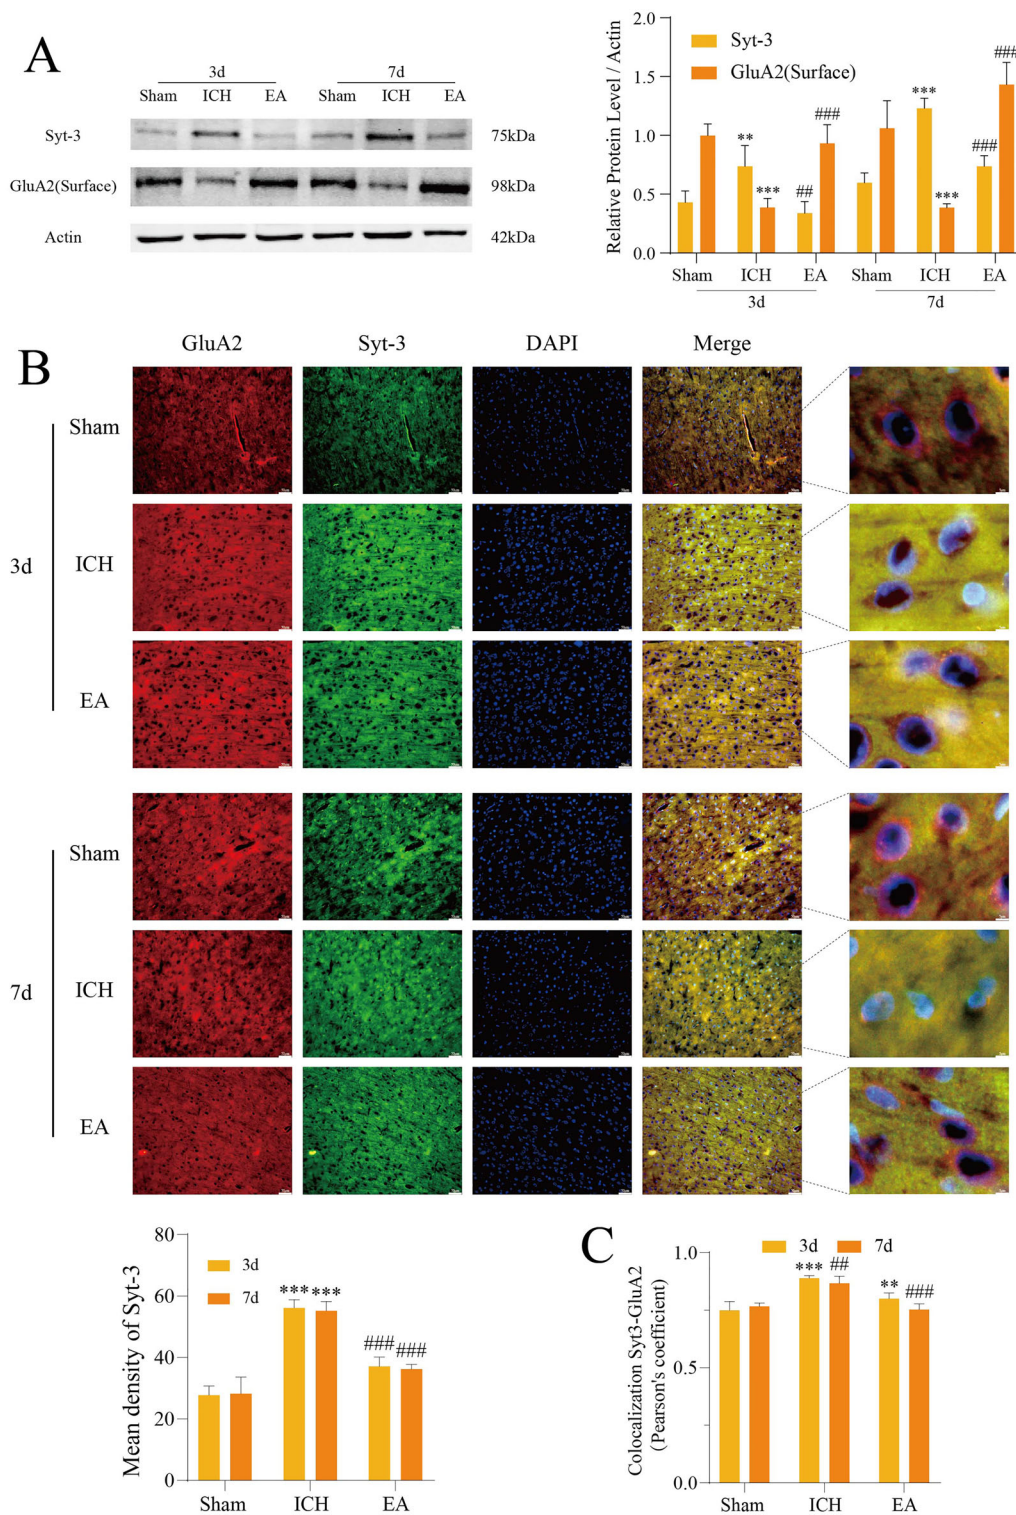 A
3d 7d
Sham ICH EA Sham ICH EA
Syt-3 75kDa
GluA2(Surface) 98kDa
Actin 42kDa
Relative Protein Level / Actin
2.0
1.5
1.0
0.5
0.0
Syt-3
GluA2(Surface)
** *** ## ### *** *** ### ###
Sham ICH EA Sham ICH EA
3d 7d
B
GluA2 Syt-3 DAPI Merge
3d
Sham
ICH
EA
7d
Sham
ICH
EA
Mean density of Syt-3
80
60
40
20
0
3d
7d
*** *** ### ###
Sham ICH EA
C
Colocalization Syt3-GluA2
(Pearson's coefficient)
1.0
0.5
0.0
3d 7d
*** ## ** ###
Sham ICH EA